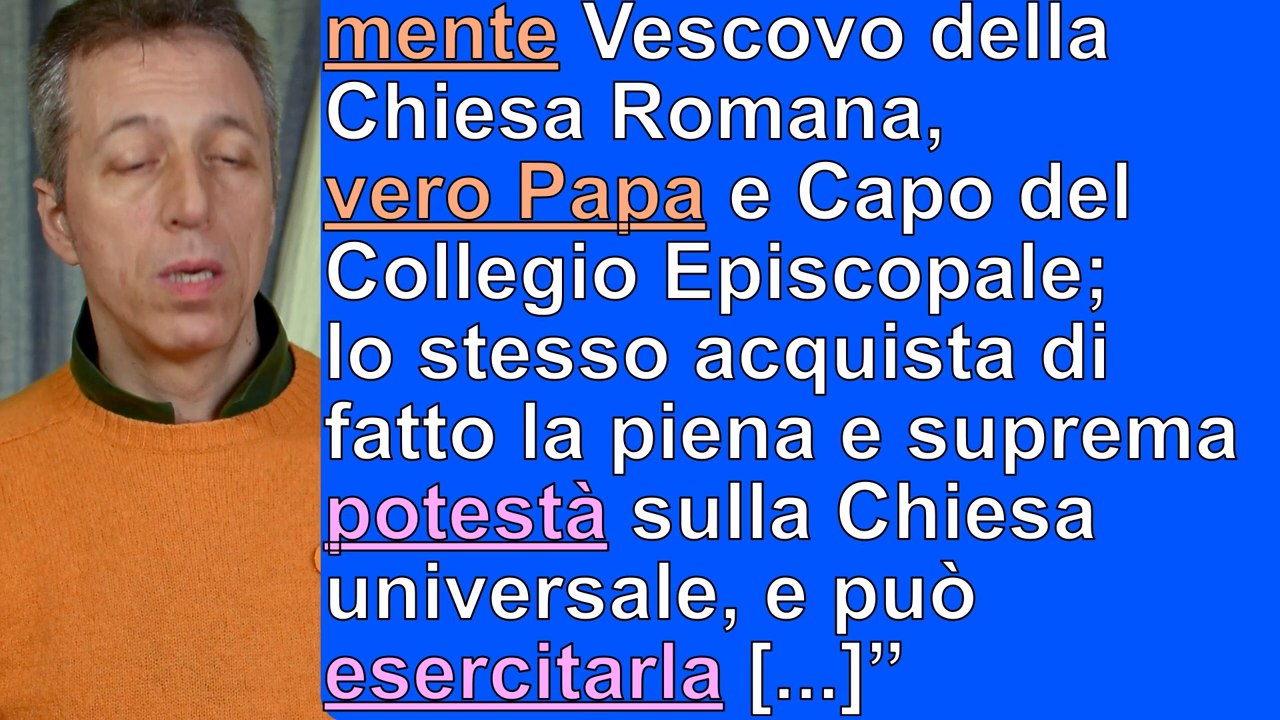 mente Vescovo della
Chiesa Romana,
vero Papa e Capo del
Collegio Episcopale;
lo stesso acquista di
fatto la piena e suprema
potestà sulla Chiesa
universale, e può
esercitarla [...]”